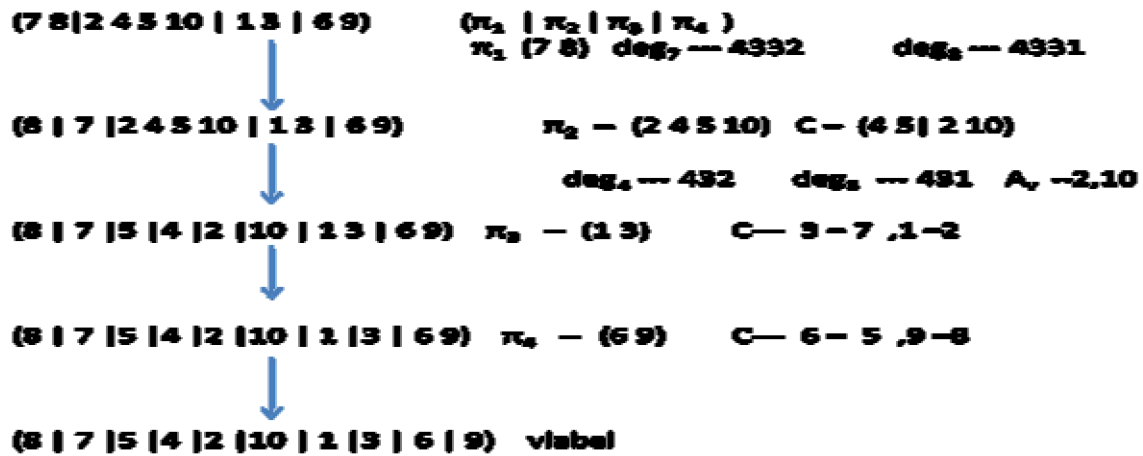 (7 8|2 4 5 10 | 1 3 | 6 9) (π₁ | π₂ | π₃ | π₄ )
π₁ (7 8) deg₇ --- 4332 deg₈ --- 4331
(8 | 7 |2 4 5 10 | 1 3 | 6 9) π₂ – (2 4 5 10) C – (4 5| 2 10)
deg₄ --- 432 deg₅ --- 431 Aᵥ --2,10
(8 | 7 |5 |4 |2 |10 | 1 3 | 6 9) π₃ – (1 3) C--- 3 – 7 ,1 –2
(8 | 7 |5 |4 |2 |10 | 1 |3 | 6 9) π₄ – (6 9) C--- 6 – 5 ,9 –8
(8 | 7 |5 |4 |2 |10 | 1 |3 | 6 | 9) vlabel